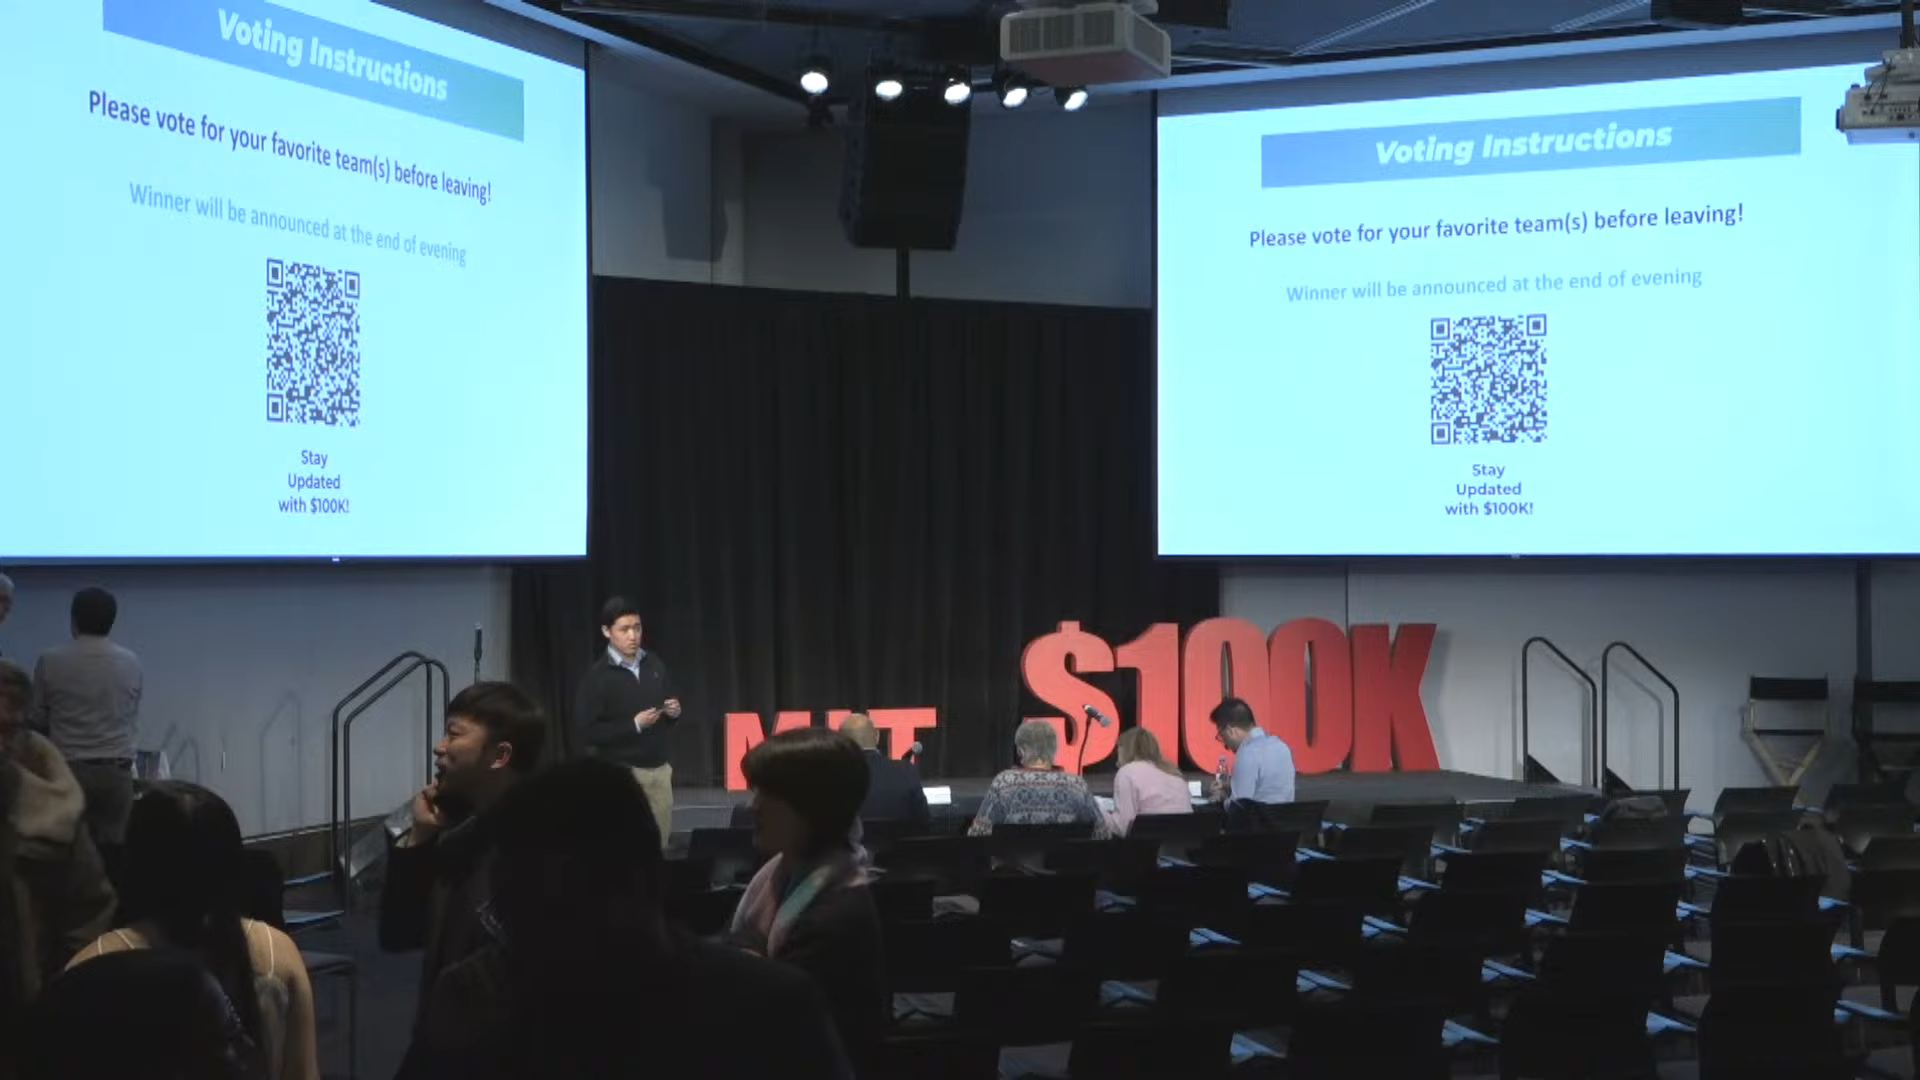 Voting Instructions
Please vote for your favorite team(s) before leaving!
Winner will be announced at the end of evening
Stay
Updated
with $100K!
Voting Instructions
Please vote for your favorite team(s) before leaving!
Winner will be announced at the end of evening
Stay
Updated
with $100K!
MIT
$100K